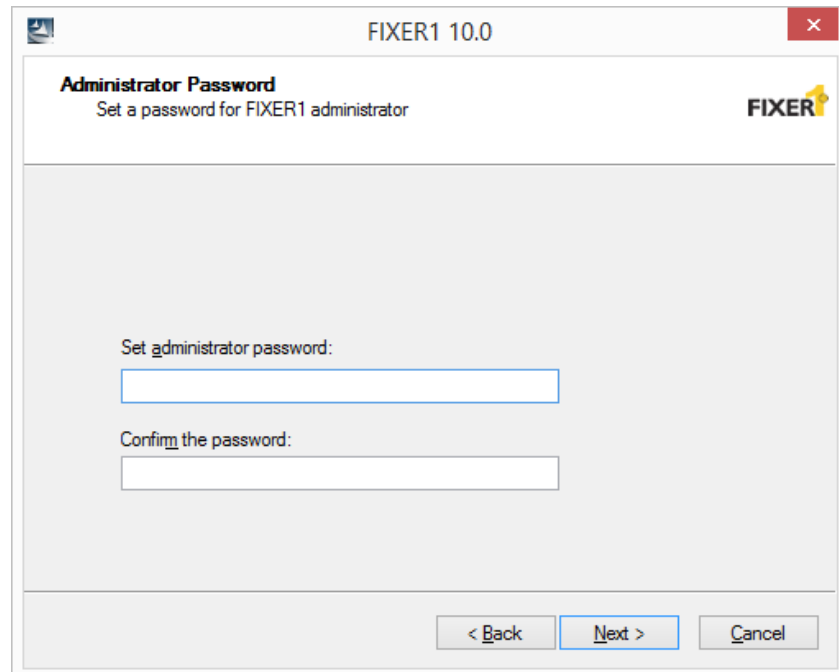 FIXER1 10.0
Administrator Password
Set a password for FIXER1 administrator
FIXER1
Set administrator password:
Confirm the password:
< Back
Next >
Cancel